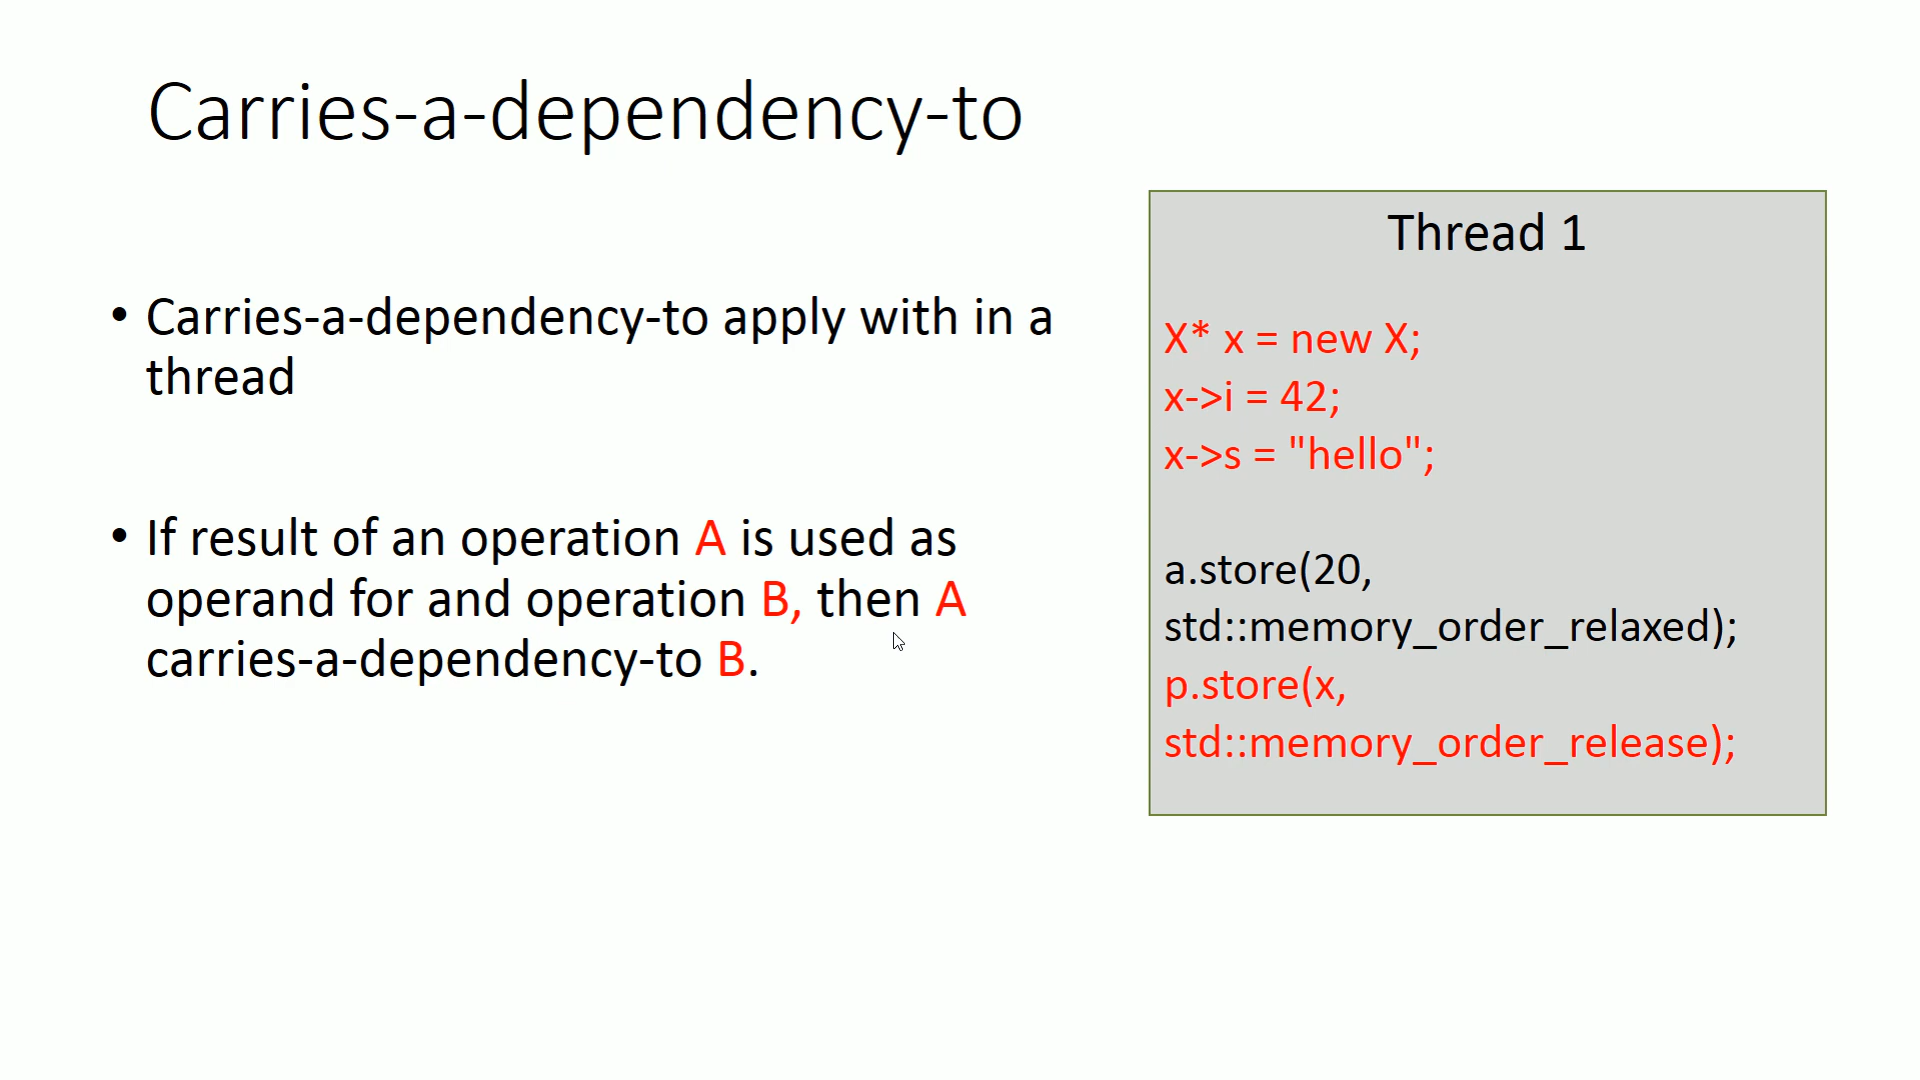 Carries-a-dependency-to
• Carries-a-dependency-to apply with in a
thread
• If result of an operation A is used as
operand for and operation B, then A
carries-a-dependency-to B.
Thread 1
X* x = new X;
x->i = 42;
x->s = "hello";
a.store(20,
std::memory_order_relaxed);
p.store(x,
std::memory_order_release);